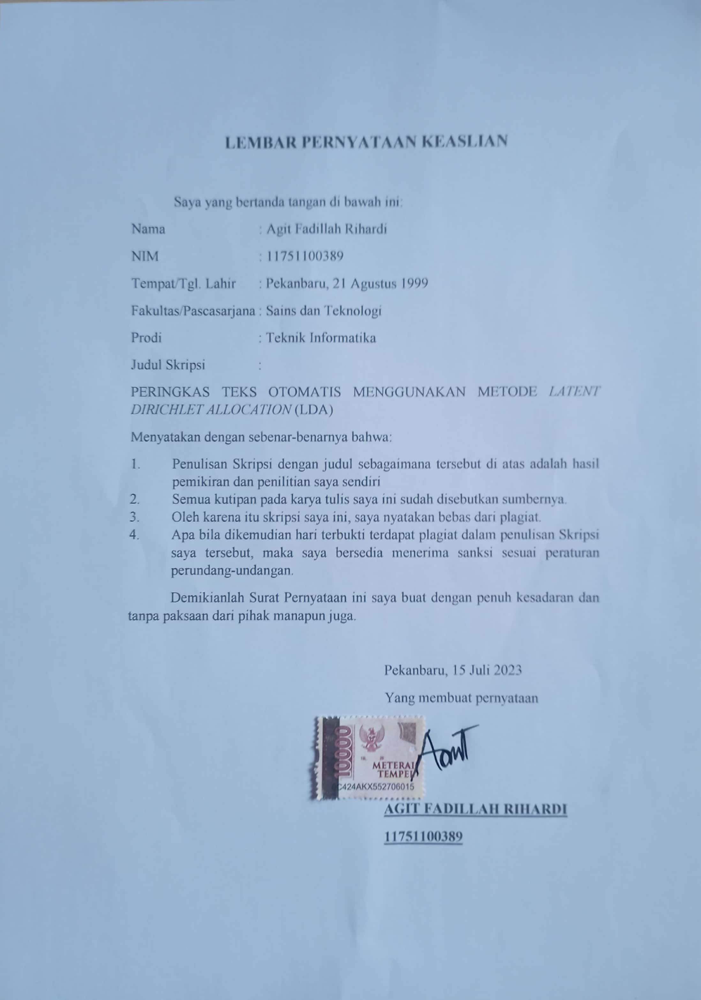 LEMBAR PERNYATAAN KEASLIAN
Saya yang bertanda tangan di bawah ini:
Nama : Agit Fadillah Rihardi
NIM : 11751100389
Tempat/Tgl. Lahir : Pekanbaru, 21 Agustus 1999
Fakultas/Pascasarjana : Sains dan Teknologi
Prodi : Teknik Informatika
Judul Skripsi :
PERINGKAS TEKS OTOMATIS MENGGUNAKAN METODE LATENT
DIRICHLET ALLOCATION (LDA)
Menyatakan dengan sebenar-benarnya bahwa:
1. Penulisan Skripsi dengan judul sebagaimana tersebut di atas adalah hasil
pemikiran dan penilitian saya sendiri
2. Semua kutipan pada karya tulis saya ini sudah disebutkan sumbernya.
3. Oleh karena itu skripsi saya ini, saya nyatakan bebas dari plagiat.
4. Apa bila dikemudian hari terbukti terdapat plagiat dalam penulisan Skripsi
saya tersebut, maka saya bersedia menerima sanksi sesuai peraturan
perundang-undangan.
Demikianlah Surat Pernyataan ini saya buat dengan penuh kesadaran dan
tanpa paksaan dari pihak manapun juga.
Pekanbaru, 15 Juli 2023
Yang membuat pernyataan
10000
METERAI
TEMPEL
C424AKX552706015
AGIT FADILLAH RIHARDI
11751100389